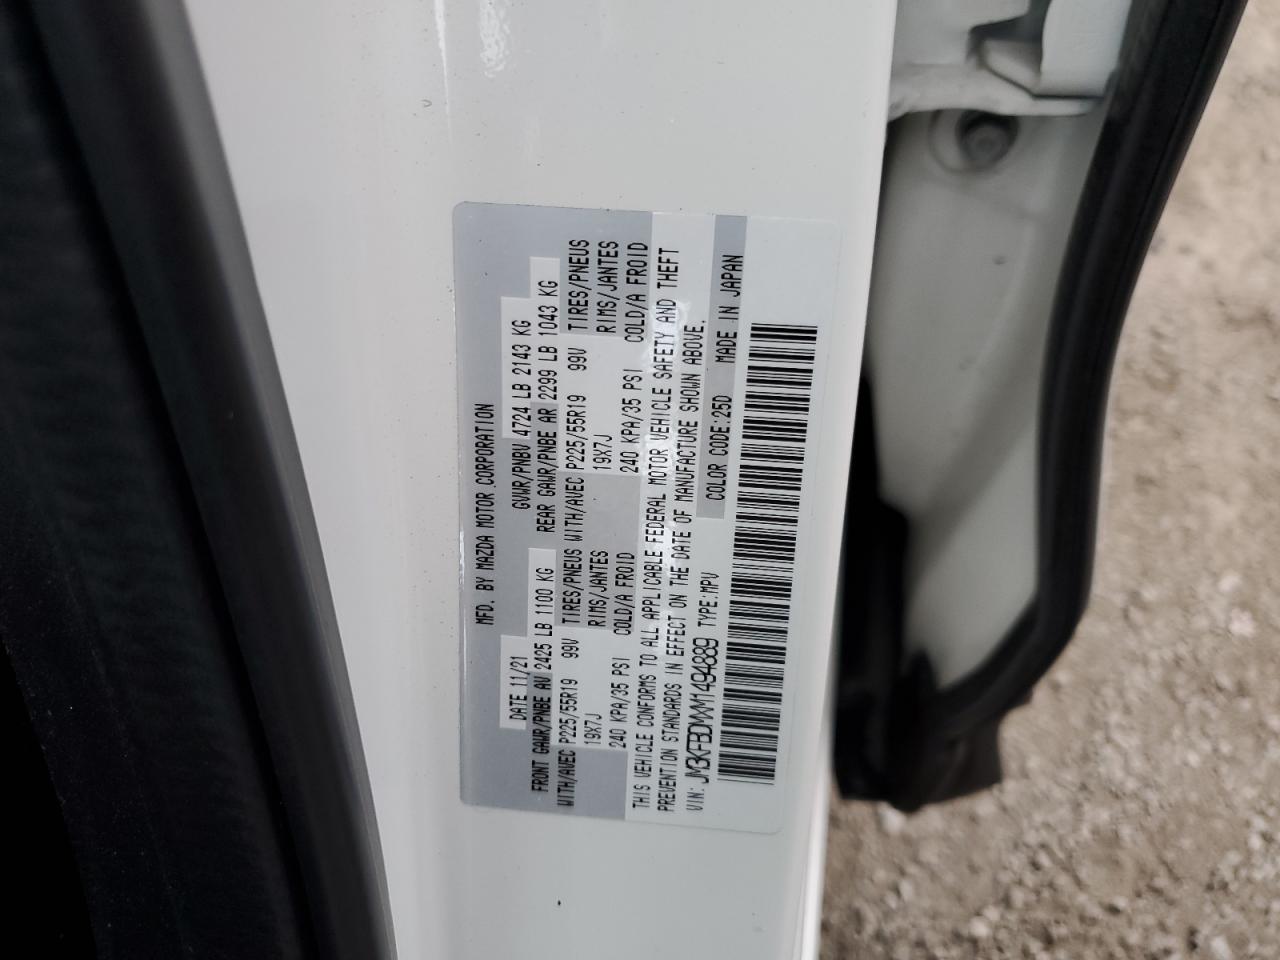 MFD. BY MAZDA MOTOR CORPORATION
DATE 11/21 GVWR/PNBV 4724 LB 2143 KG
FRONT GAWR/PNBE AV 2425 LB 1100 KG REAR GAWR/PNBE AR 2299 LB 1043 KG
WITH/AVEC P225/55R19 99V TIRES/PNEUS WITH/AVEC P225/55R19 99V TIRES/PNEUS
19X7J RIMS/JANTES 19X7J RIMS/JANTES
240 KPA/35 PSI COLD/A FROID 240 KPA/35 PSI COLD/A FROID
THIS VEHICLE CONFORMS TO ALL APPLICABLE FEDERAL MOTOR VEHICLE SAFETY AND THEFT
PREVENTION STANDARDS IN EFFECT ON THE DATE OF MANUFACTURE SHOWN ABOVE.
VIN: JM3KFBDM4N1494889 TYPE:MPV COLOR CODE:25D MADE IN JAPAN